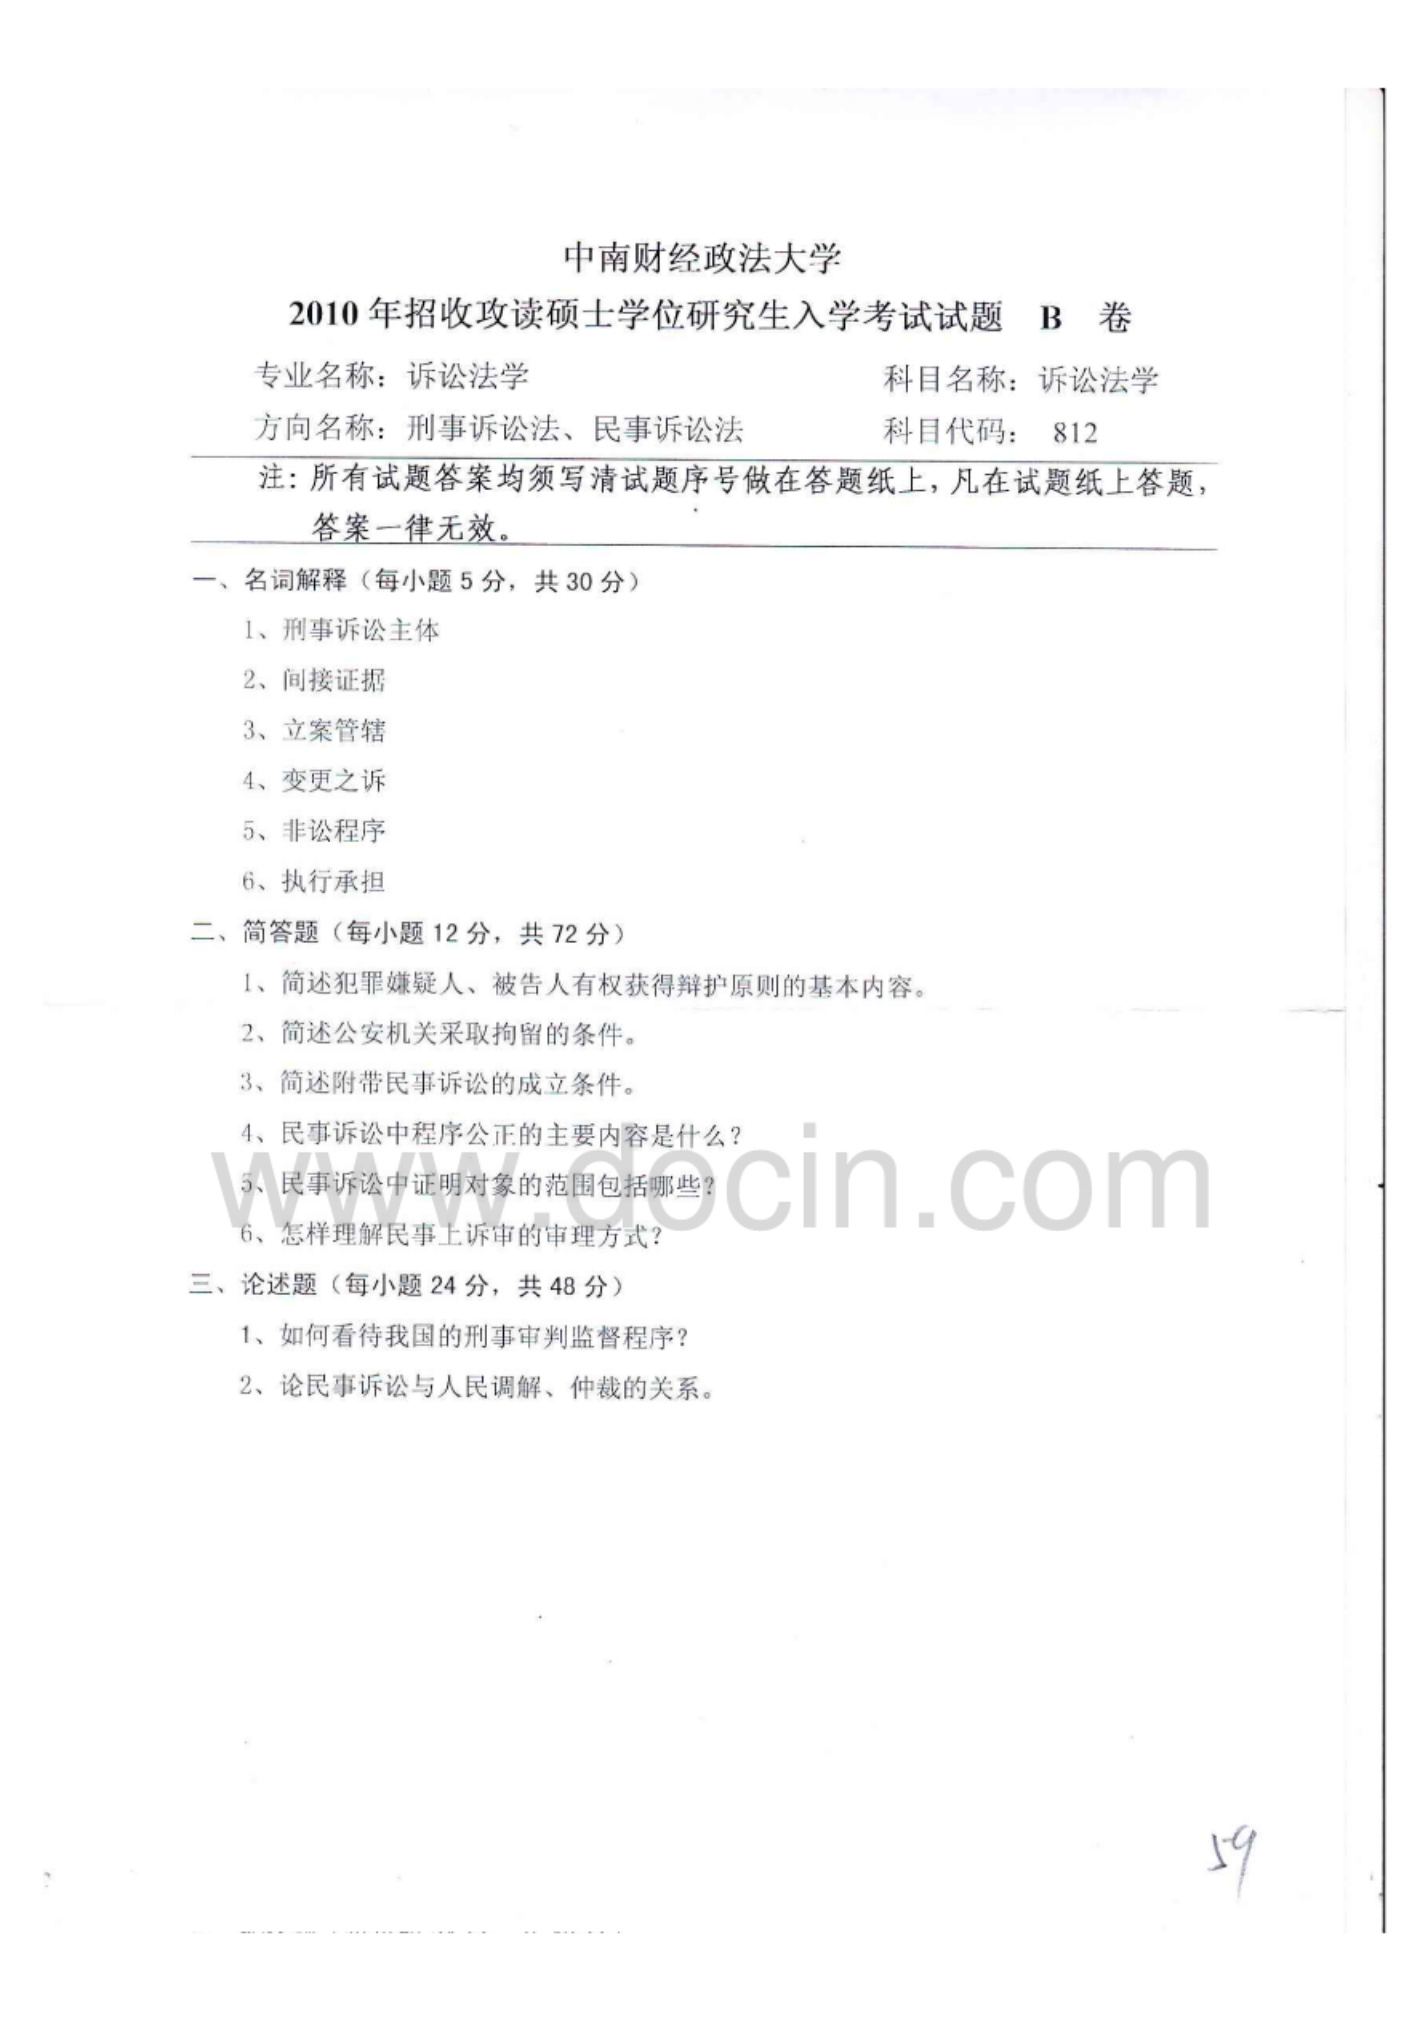 中南财经政法大学
2010 年招收攻读硕士学位研究生入学考试试题 B 卷
专业名称：诉讼法学 科目名称：诉讼法学
方向名称：刑事诉讼法、民事诉讼法 科目代码： 812
注：所有试题答案均须写清试题序号做在答题纸上，凡在试题纸上答题，
答案一律无效。
一、名词解释（每小题 5 分，共 30 分）
1、刑事诉讼主体
2、间接证据
3、立案管辖
4、变更之诉
5、非讼程序
6、执行承担
二、简答题（每小题 12 分，共 72 分）
1、简述犯罪嫌疑人、被告人有权获得辩护原则的基本内容。
2、简述公安机关采取拘留的条件。
3、简述附带民事诉讼的成立条件。
4、民事诉讼中程序公正的主要内容是什么？
5、民事诉讼中证明对象的范围包括哪些？
www.docin.com
6、怎样理解民事上诉审的审理方式？
三、论述题（每小题 24 分，共 48 分）
1、如何看待我国的刑事审判监督程序？
2、论民事诉讼与人民调解、仲裁的关系。
59